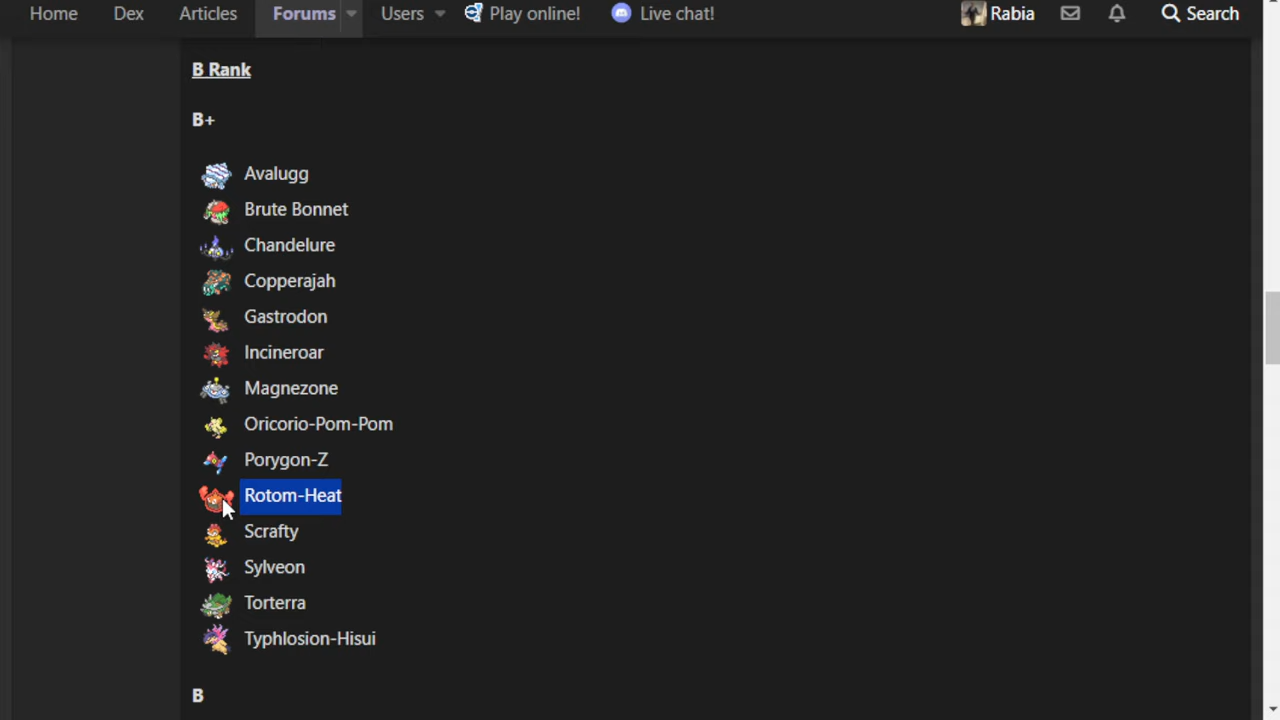 Home Dex Articles Forums Users Play online! Live chat! Rabia Search
B Rank
B+
Avalugg
Brute Bonnet
Chandelure
Copperajah
Gastrodon
Incineroar
Magnezone
Oricorio-Pom-Pom
Porygon-Z
Rotom-Heat
Scrafty
Sylveon
Torterra
Typhlosion-Hisui
B